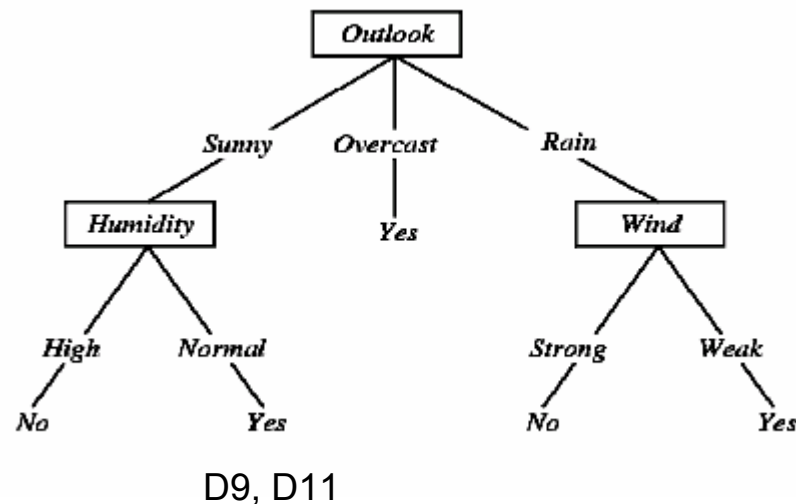 Outlook
Sunny Overcast Rain
Humidity Yes Wind
High Normal Strong Weak
No Yes No Yes
D9, D11